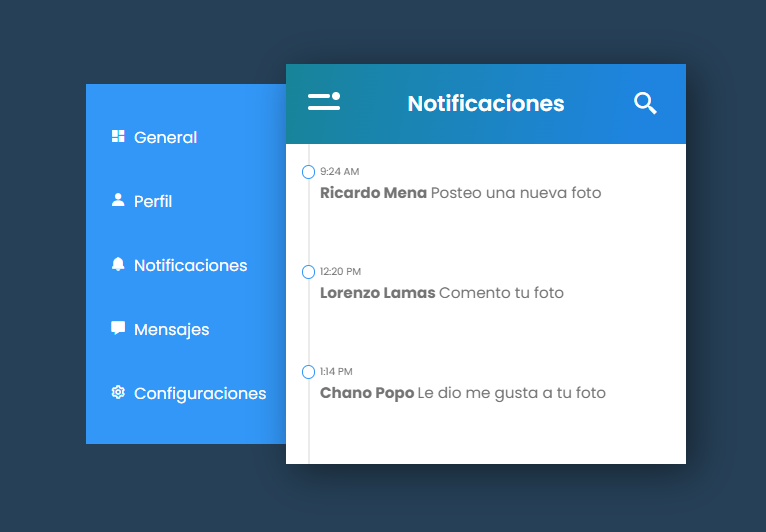 General
Perfil
Notificaciones
Mensajes
Configuraciones
Notificaciones
9:24 AM
Ricardo Mena Posteo una nueva foto
12:20 PM
Lorenzo Lamas Comento tu foto
1:14 PM
Chano Popo Le dio me gusta a tu foto